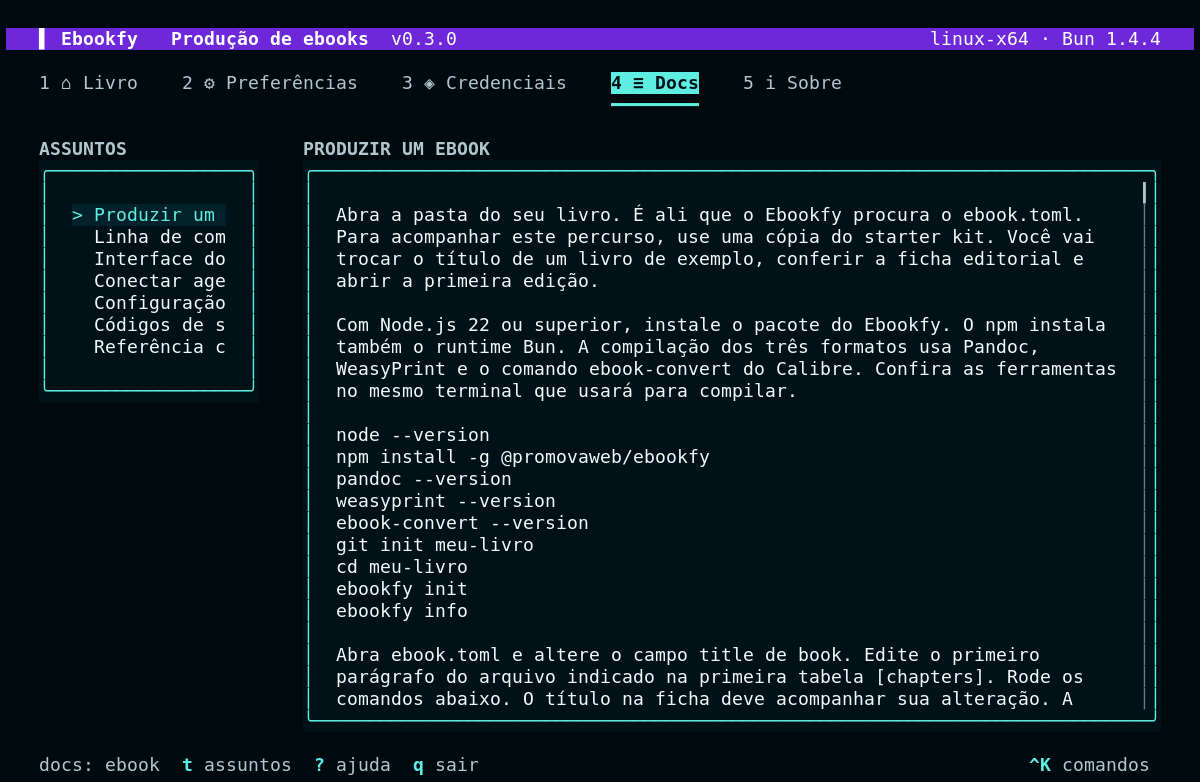 Ebookfy   Produção de ebooks  v0.3.0   linux-x64 · Bun 1.4.4
1 ⌂ Livro   2 ⚙ Preferências   3 ◈ Credenciais   4 ≡ Docs   5 i Sobre
ASSUNTOS
> Produzir um
Linha de com
Interface do
Conectar age
Configuração
Códigos de s
Referência c
PRODUZIR UM EBOOK
Abra a pasta do seu livro. É ali que o Ebookfy procura o ebook.toml.
Para acompanhar este percurso, use uma cópia do starter kit. Você vai
trocar o título de um livro de exemplo, conferir a ficha editorial e
abrir a primeira edição.
Com Node.js 22 ou superior, instale o pacote do Ebookfy. O npm instala
também o runtime Bun. A compilação dos três formatos usa Pandoc,
WeasyPrint e o comando ebook-convert do Calibre. Confira as ferramentas
no mesmo terminal que usará para compilar.
node --version
npm install -g @promovaweb/ebookfy
pandoc --version
weasyprint --version
ebook-convert --version
git init meu-livro
cd meu-livro
ebookfy init
ebookfy info
Abra ebook.toml e altere o campo title de book. Edite o primeiro
parágrafo do arquivo indicado na primeira tabela [chapters]. Rode os
comandos abaixo. O título na ficha deve acompanhar sua alteração. A
docs: ebook  t assuntos  ? ajuda  q sair   ^K comandos